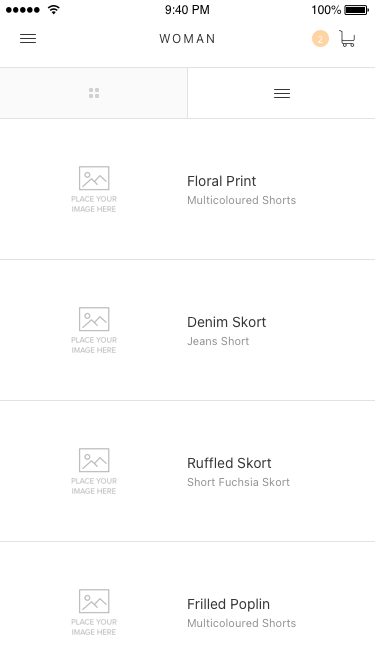 9:40 PM
100%
WOMAN
2
PLACE YOUR
IMAGE HERE
Floral Print
Multicoloured Shorts
PLACE YOUR
IMAGE HERE
Denim Skort
Jeans Short
PLACE YOUR
IMAGE HERE
Ruffled Skort
Short Fuchsia Skort
PLACE YOUR
IMAGE HERE
Frilled Poplin
Multicoloured Shorts